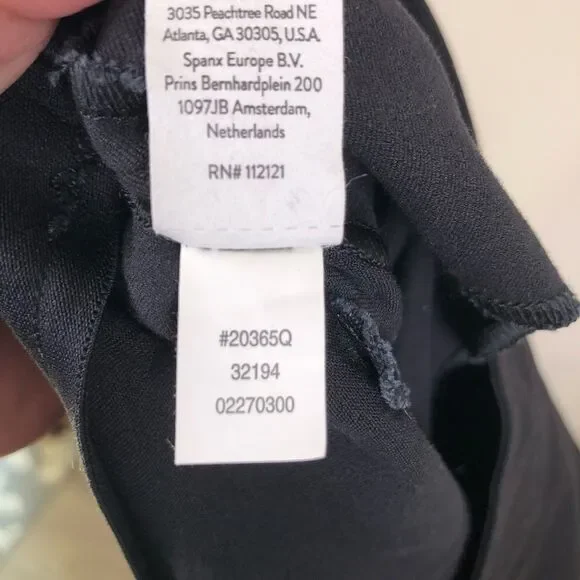 3035 Peachtree Road NE
Atlanta, GA 30305, U.S.A.
Spanx Europe B.V.
Prins Bernhardplein 200
1097JB Amsterdam,
Netherlands
RN# 112121
#20365Q
32194
02270300